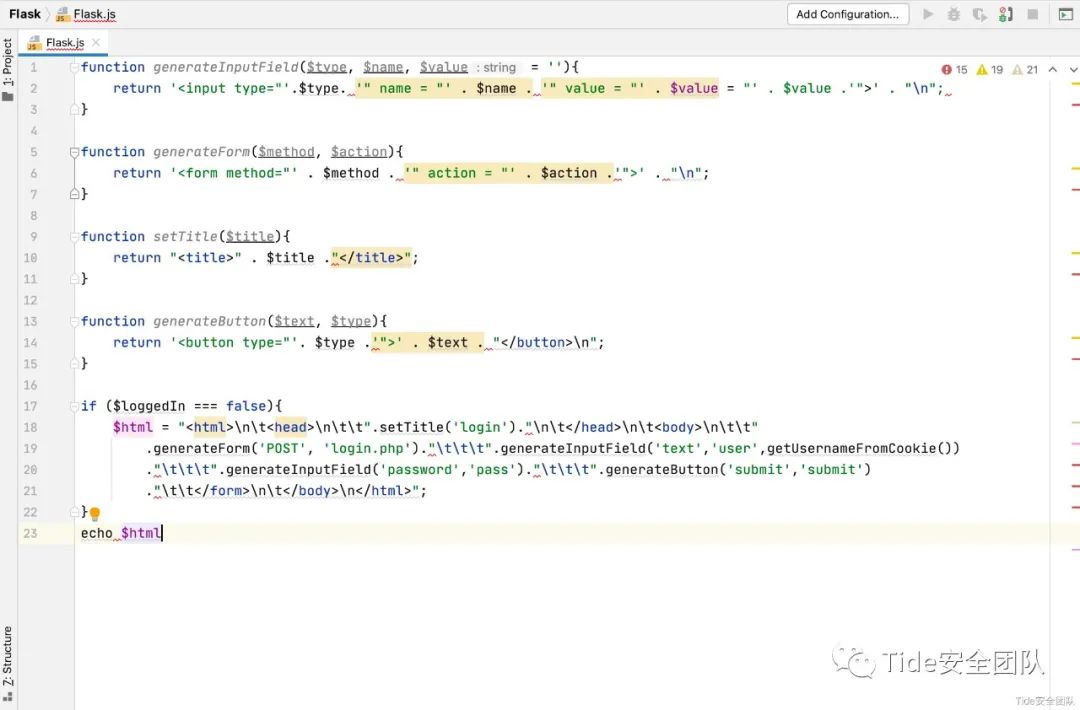 Flask
Flask.js
Add Configuration...
Flask.js
1: Project
15 19 21
1 function generateInputField($type, $name, $value : string = ''){
2 return '<input type="'.$type. '" name = "' . $name . '" value = "' . $value = "' . $value .'">' . "\n";
3 }
4
5 function generateForm($method, $action){
6 return '<form method="' . $method . '" action = "' . $action .'">' . "\n";
7 }
8
9 function setTitle($title){
10 return "<title>" . $title ."</title>";
11 }
12
13 function generateButton($text, $type){
14 return '<button type="'. $type .'">' . $text . "</button>\n";
15 }
16
17 if ($loggedIn === false){
18 $html = "<html>\n\t<head>\n\t\t".setTitle('login')."\n\t</head>\n\t<body>\n\t\t"
19 .generateForm('POST', 'login.php')."\t\t\t".generateInputField('text','user',getUsernameFromCookie())
20 ."\t\t\t".generateInputField('password','pass')."\t\t\t".generateButton('submit','submit')
21 ."\t\t</form>\n\t</body>\n</html>";
22 }
23 echo $html
Z: Structure
Tide安全团队
Tide安全团队